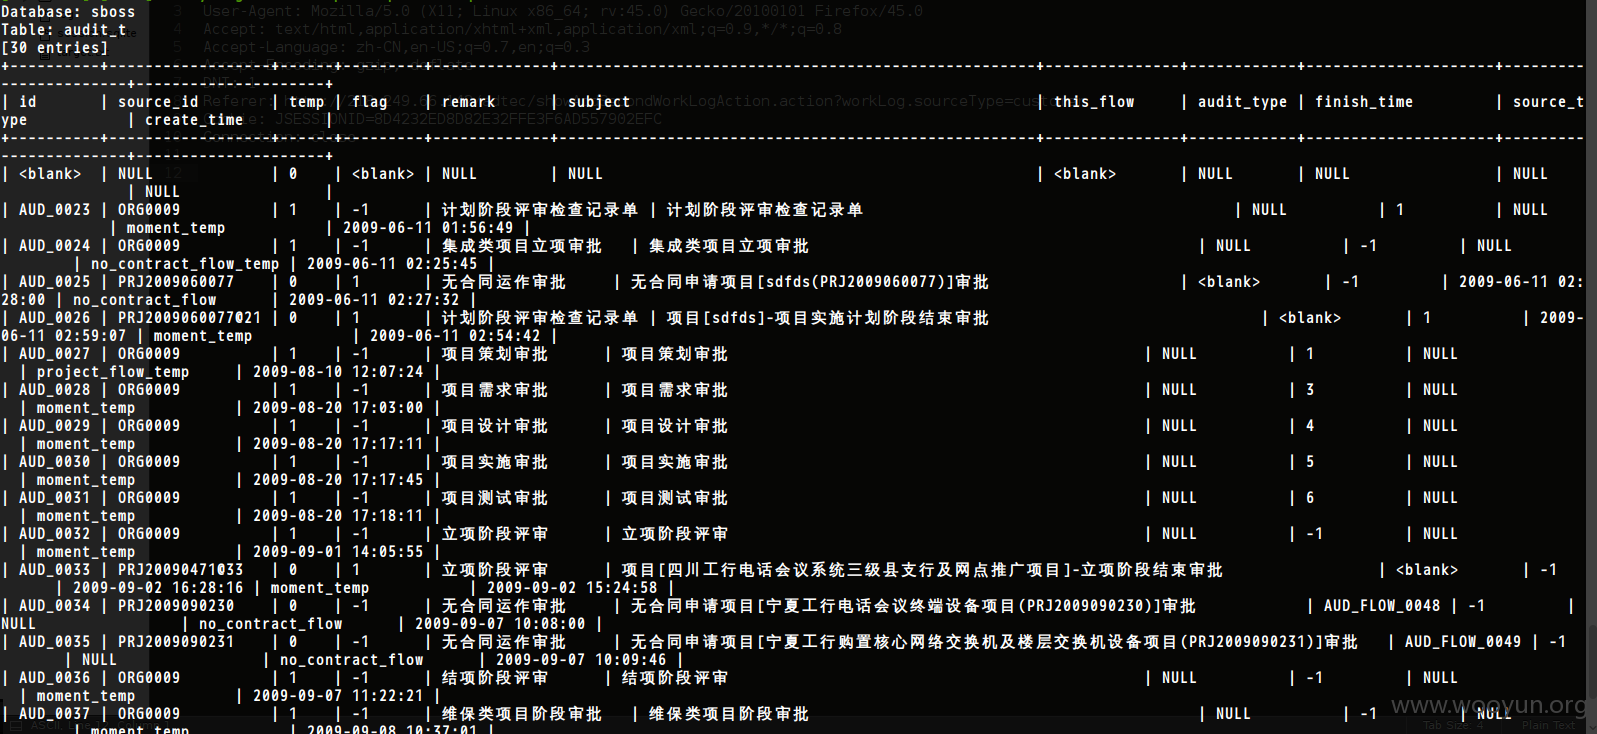 Database: sboss
Table: audit_t
[30 entries]
3 User-Agent: Mozilla/5.0 (X11; Linux x86_64; rv:45.0) Gecko/20100101 Firefox/45.0
4 Accept: text/html,application/xhtml+xml,application/xml;q=0.9,*/*;q=0.8
5 Accept-Language: zh-CN,en-US;q=0.7,en;q=0.3
| id | source_id | temp | flag | remark | subject | this_flow | audit_type | finish_time | source_t
ype | create_time
| <blank> | NULL | 0 | <blank> | NULL | NULL | <blank> | NULL | NULL | NULL
| NULL |
| AUD_0023 | ORG0009 | 1 | -1 | 计划阶段评审检查记录单 | 计划阶段评审检查记录单 | NULL | 1 | NULL
| moment_temp | 2009-06-11 01:56:49 |
| AUD_0024 | ORG0009 | 1 | -1 | 集成类项目立项审批 | 集成类项目立项审批 | NULL | -1 | NULL
| no_contract_flow_temp | 2009-06-11 02:25:45 |
| AUD_0025 | PRJ2009060077 | 0 | 1 | 无合同运作审批 | 无合同申请项目[sdfds(PRJ2009060077)]审批 | <blank> | -1 | 2009-06-11 02:
28:00 | no_contract_flow | 2009-06-11 02:27:32 |
| AUD_0026 | PRJ2009060077021 | 0 | 1 | 计划阶段评审检查记录单 | 项目[sdfds]-项目实施计划阶段结束审批 | <blank> | 1 | 2009-
06-11 02:59:07 | moment_temp | 2009-06-11 02:54:42 |
| AUD_0027 | ORG0009 | 1 | -1 | 项目策划审批 | 项目策划审批 | NULL | 1 | NULL
| project_flow_temp | 2009-08-10 12:07:24 |
| AUD_0028 | ORG0009 | 1 | -1 | 项目需求审批 | 项目需求审批 | NULL | 3 | NULL
| moment_temp | 2009-08-20 17:03:00 |
| AUD_0029 | ORG0009 | 1 | -1 | 项目设计审批 | 项目设计审批 | NULL | 4 | NULL
| moment_temp | 2009-08-20 17:17:11 |
| AUD_0030 | ORG0009 | 1 | -1 | 项目实施审批 | 项目实施审批 | NULL | 5 | NULL
| moment_temp | 2009-08-20 17:17:45 |
| AUD_0031 | ORG0009 | 1 | -1 | 项目测试审批 | 项目测试审批 | NULL | 6 | NULL
| moment_temp | 2009-08-20 17:18:11 |
| AUD_0032 | ORG0009 | 1 | -1 | 立项阶段评审 | 立项阶段评审 | NULL | -1 | NULL
| moment_temp | 2009-09-01 14:05:55 |
| AUD_0033 | PRJ20090471033 | 0 | 1 | 立项阶段评审 | 项目[四川工行电话会议系统三级县支行及网点推广项目]-立项阶段结束审批 | <blank> | -1
| 2009-09-02 16:28:16 | moment_temp | 2009-09-02 15:24:58 |
| AUD_0034 | PRJ2009090230 | 0 | -1 | 无合同运作审批 | 无合同申请项目[宁夏工行电话会议终端设备项目(PRJ2009090230)]审批 | AUD_FLOW_0048 | -1 |
NULL | no_contract_flow | 2009-09-07 10:08:00 |
| AUD_0035 | PRJ2009090231 | 0 | -1 | 无合同运作审批 | 无合同申请项目[宁夏工行购置核心网络交换机及楼层交换机设备项目(PRJ2009090231)]审批 | AUD_FLOW_0049 | -1
| NULL | no_contract_flow | 2009-09-07 10:09:46 |
| AUD_0036 | ORG0009 | 1 | -1 | 结项阶段评审 | 结项阶段评审 | NULL | -1 | NULL
| moment_temp | 2009-09-07 11:22:21 |
| AUD_0037 | ORG0009 | 1 | -1 | 维保类项目阶段审批 | 维保类项目阶段审批 | NULL | -1 | NULL
| moment_temp | 2009-09-08 10:37:01 |
www.wooyun.org
Tab Size: 4 Plain Text